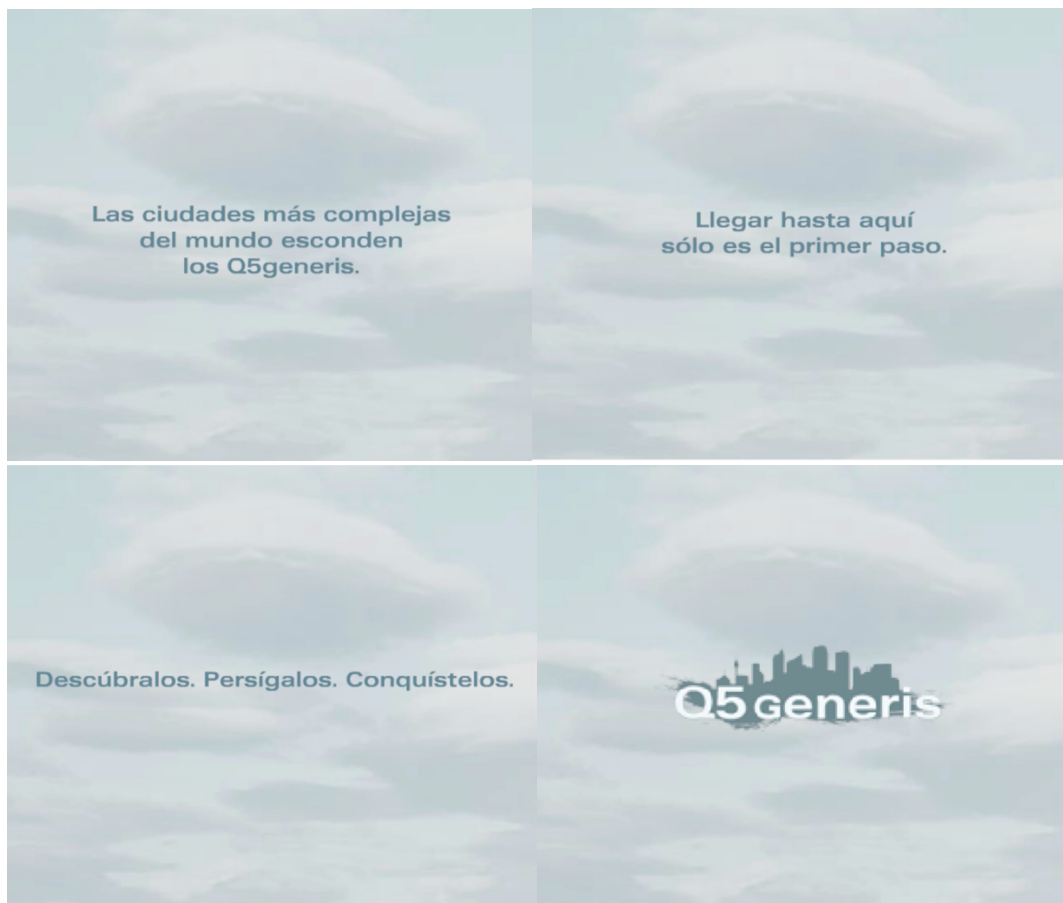 Las ciudades más complejas
del mundo esconden
los Q5generis.
Llegar hasta aquí
sólo es el primer paso.
Descúbralos. Persígalos. Conquístelos.
Q5generis